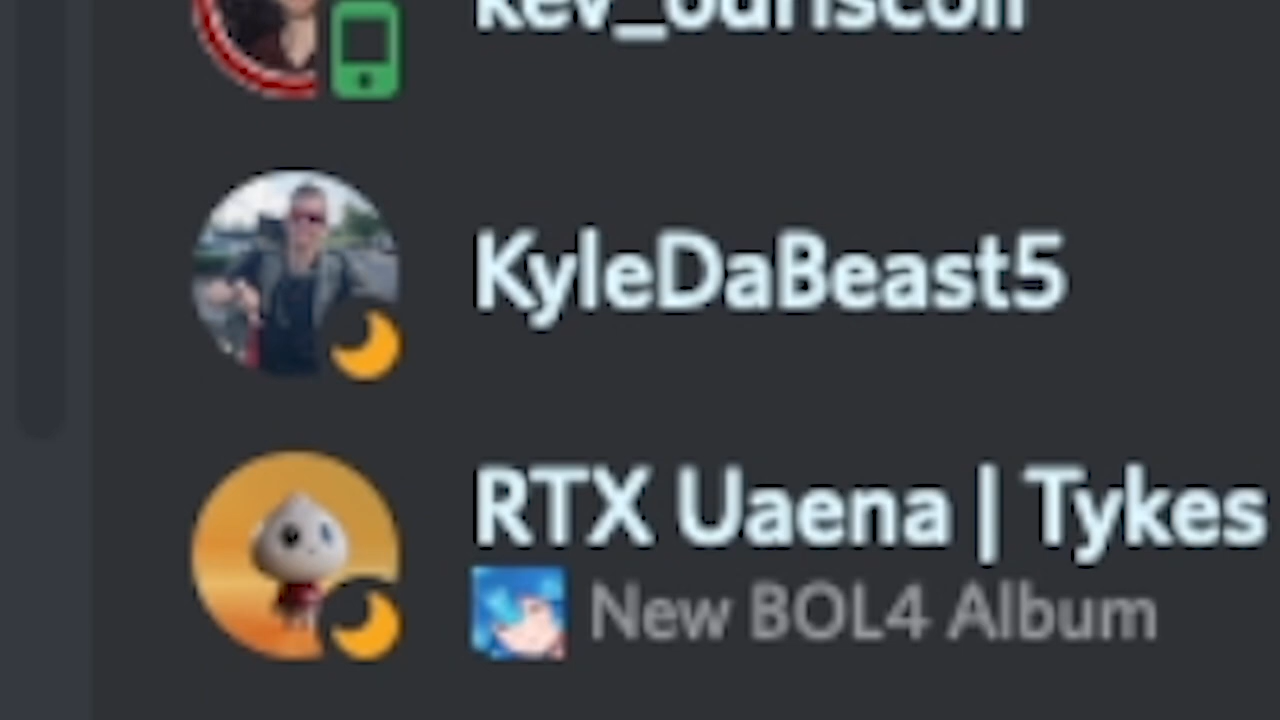 kev_odriscoll
KyleDaBeast5
RTX Uaena | Tykes
New BOL4 Album